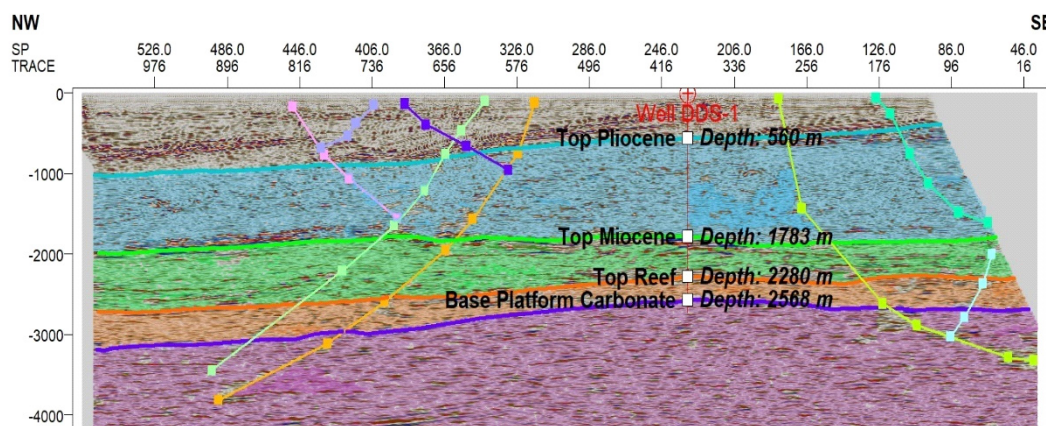 NW
SE
SP 526.0 486.0 446.0 406.0 366.0 326.0 286.0 246.0 206.0 166.0 126.0 86.0 46.0
TRACE 976 896 816 736 656 576 496 416 336 256 176 96 16
0
Well DDS-1
Top Pliocene Depth: 560 m
-1000
Top Miocene Depth: 1783 m
-2000
Top Reef Depth: 2280 m
Base Platform Carbonate Depth: 2568 m
-3000
-4000